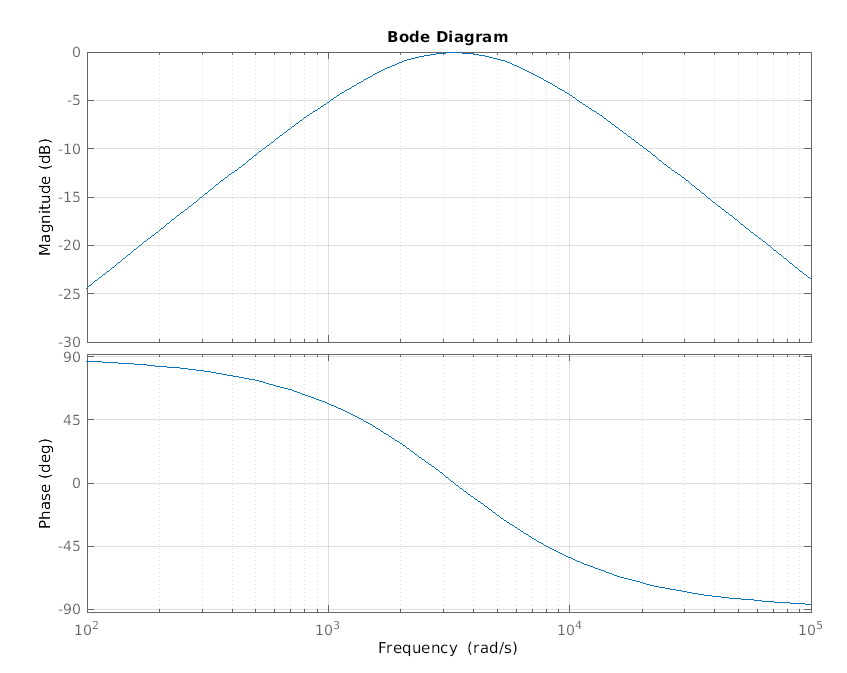 Bode Diagram
Magnitude (dB)
0
-5
-10
-15
-20
-25
-30
Phase (deg)
90
45
0
-45
-90
10² 10³ 10⁴ 10⁵
Frequency (rad/s)